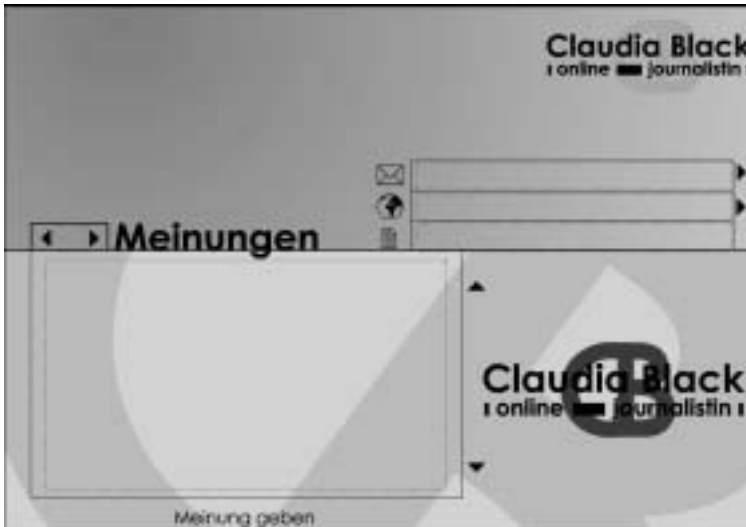 Claudia Black
online journalistin
Meinungen
Claudia Black
online journalistin
Meinung geben